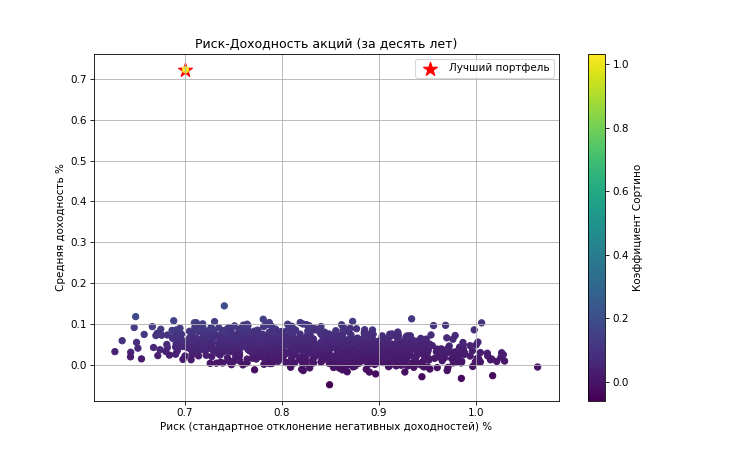 Риск-Доходность акций (за десять лет)
Лучший портфель
Средняя доходность %
0.7
0.6
0.5
0.4
0.3
0.2
0.1
0.0
0.7 0.8 0.9 1.0
Риск (стандартное отклонение негативных доходностей) %
1.0
0.8
0.6
0.4
0.2
0.0
Коэффициент Сортино